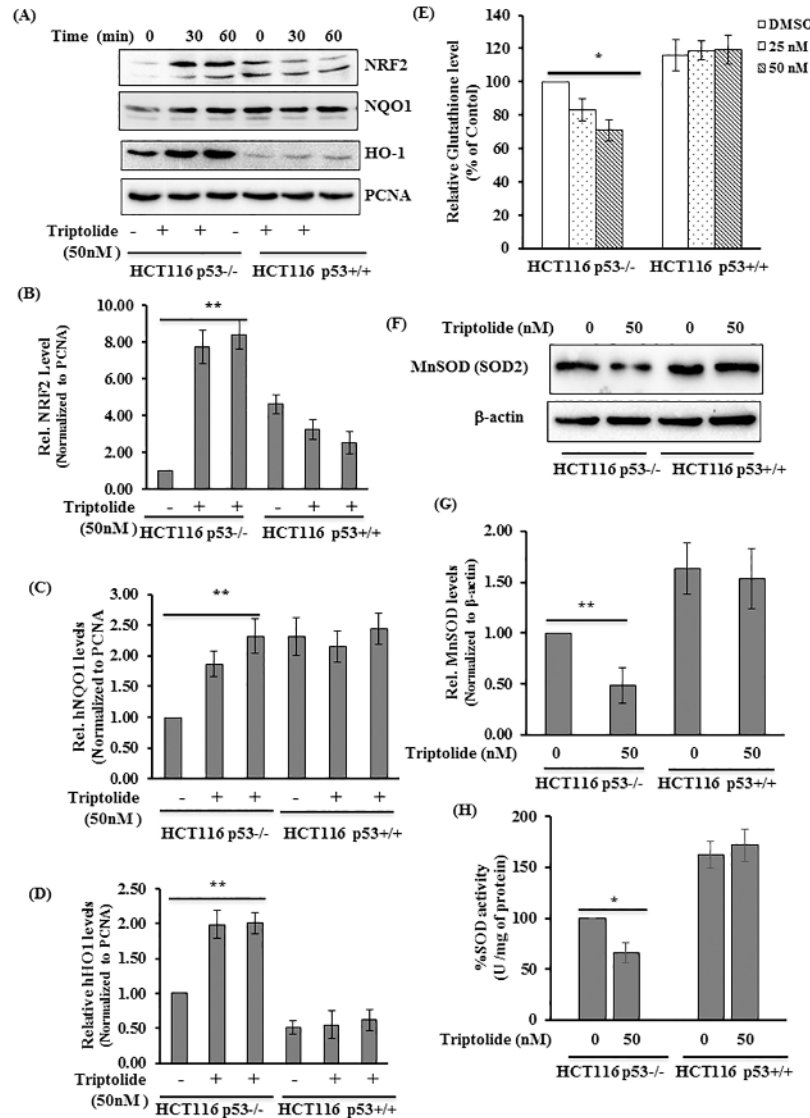 (A)
Time (min) 0 30 60 0 30 60
NRF2
NQO1
HO-1
PCNA
Triptolide - + + - + +
(50nM )
HCT116 p53-/- HCT116 p53+/+
(B)
Rel. NRF2 Level
(Normalized to PCNA)
10.00
8.00
6.00
4.00
2.00
0.00
**
Triptolide - + + - + +
(50nM )
HCT116 p53-/- HCT116 p53+/+
(C)
Rel. hNQO1 levels
(Normalized to PCNA
3.00
2.50
2.00
1.50
1.00
0.50
0.00
**
Triptolide - + + - + +
(50nM)
HCT116 p53-/- HCT116 p53+/+
(D)
Relative hHO1 levels
(Normalized to PCNA)
2.50
2.00
1.50
1.00
0.50
0.00
**
Triptolide - + + - + +
(50nM)
HCT116 p53-/- HCT116 p53+/+
(E)
Relative Glutathione level
(% of Contol)
140
120
100
80
60
40
20
0
*
DMSO
25 nM
50 nM
HCT116 p53-/- HCT116 p53+/+
(F)
Triptolide (nM) 0 50 0 50
MnSOD (SOD2)
β-actin
HCT116 p53-/- HCT116 p53+/+
(G)
Rel. MnSOD levels
(Normalized to β-actin)
2.00
1.50
1.00
0.50
0.00
**
Triptolide (nM) 0 50 0 50
HCT116 p53-/- HCT116 p53+/+
(H)
%SOD activity
(U /mg of protein)
200
150
100
50
0
*
Triptolide (nM) 0 50 0 50
HCT116 p53-/- HCT116 p53+/+